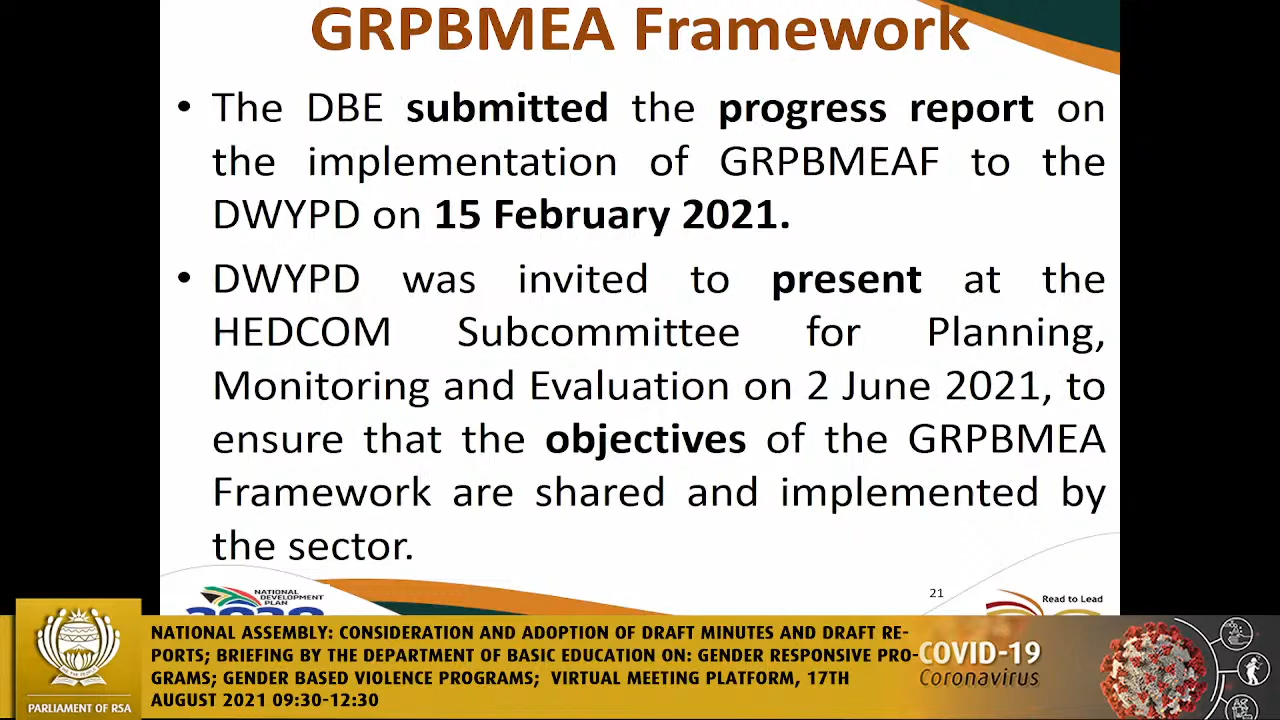 GRPBMEA Framework
• The DBE submitted the progress report on
the implementation of GRPBMEAF to the
DWYPD on 15 February 2021.
• DWYPD was invited to present at the
HEDCOM Subcommittee for Planning,
Monitoring and Evaluation on 2 June 2021, to
ensure that the objectives of the GRPBMEA
Framework are shared and implemented by
the sector.
NATIONAL DEVELOPMENT
PLAN
21
Read to Lead
PARLIAMENT OF RSA
NATIONAL ASSEMBLY: CONSIDERATION AND ADOPTION OF DRAFT MINUTES AND DRAFT RE-
PORTS; BRIEFING BY THE DEPARTMENT OF BASIC EDUCATION ON: GENDER RESPONSIVE PRO-
GRAMS; GENDER BASED VIOLENCE PROGRAMS; VIRTUAL MEETING PLATFORM, 17TH
AUGUST 2021 09:30-12:30
COVID-19
Coronavirus